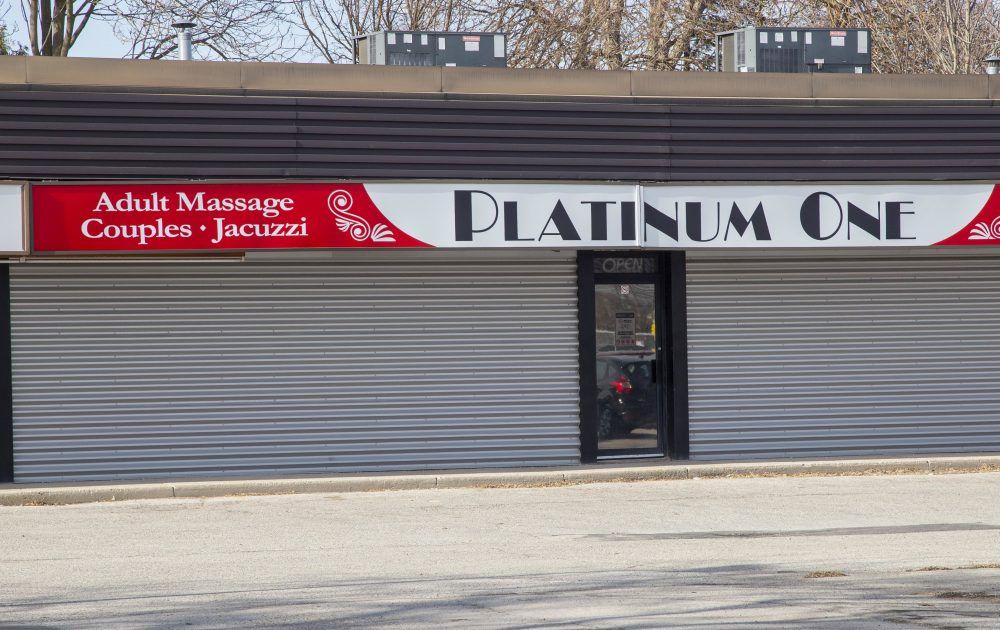 Adult Massage
Couples · Jacuzzi
PLATINUM ONE
OPEN